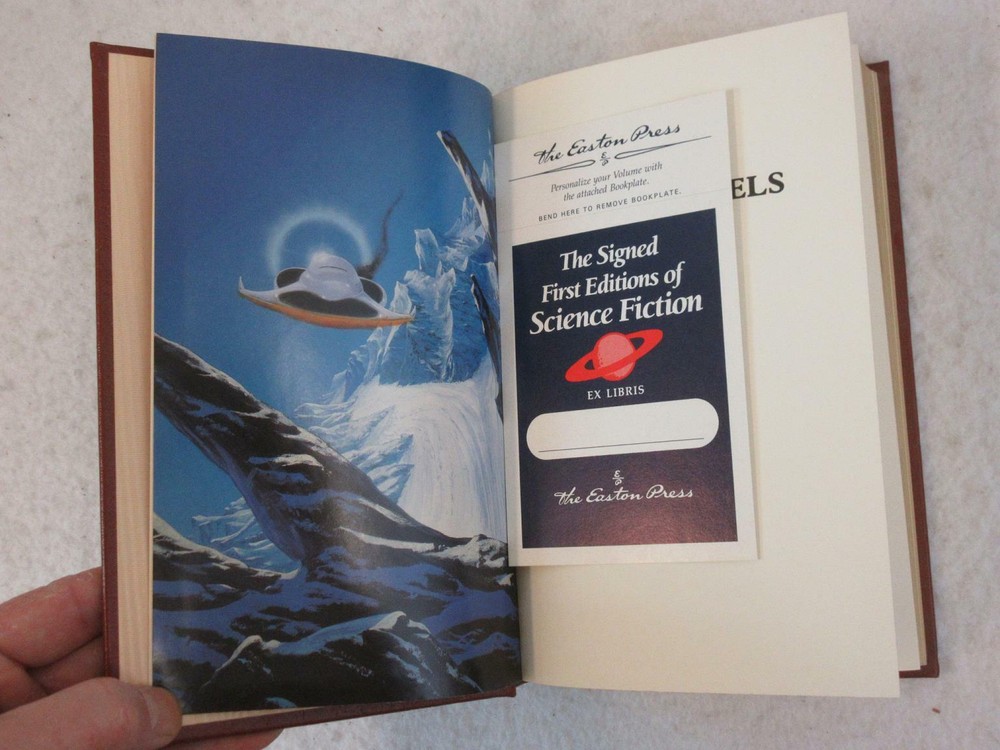 the Easton Press
Personalize your Volume with
the attached Bookplate.
BEND HERE TO REMOVE BOOKPLATE.
ELS
The Signed
First Editions of
Science Fiction
EX LIBRIS
the Easton Press